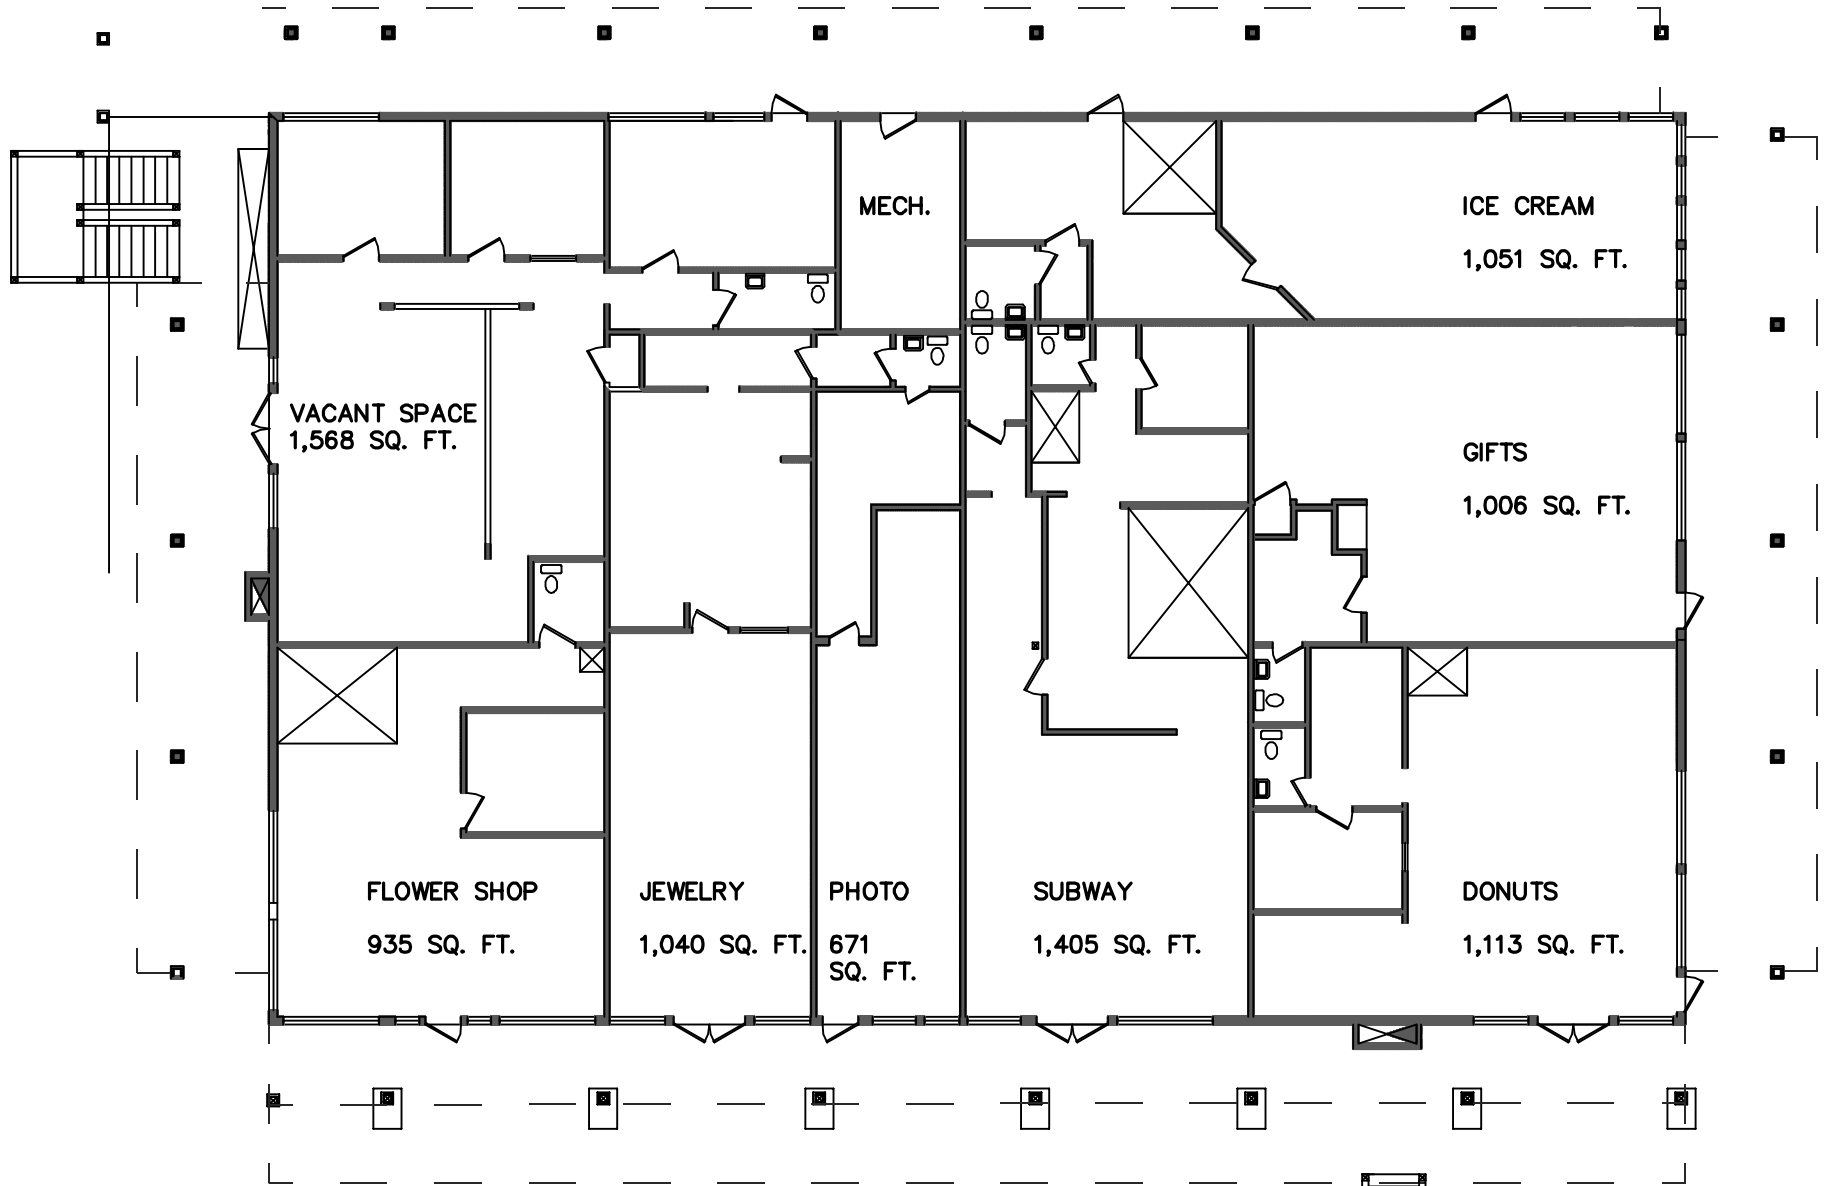 MECH.
ICE CREAM
1,051 SQ. FT.
VACANT SPACE
1,568 SQ. FT.
GIFTS
1,006 SQ. FT.
FLOWER SHOP
935 SQ. FT.
JEWELRY
1,040 SQ. FT.
PHOTO
671
SQ. FT.
SUBWAY
1,405 SQ. FT.
DONUTS
1,113 SQ. FT.